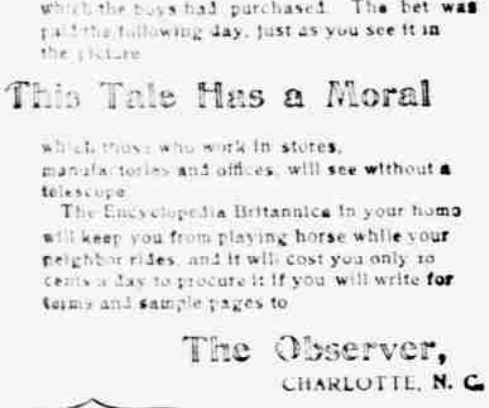 which the boys had purchased. The bet was
paid the following day, just as you see it in
the picture
This Tale Has a Moral
which those who work in stores,
manufactories and offices, will see without a
telescope
The Encyclopedia Britannica in your home
will keep you from playing horse while your
neighbor rides, and it will cost you only 10
cents a day to procure it if you will write for
terms and sample pages to
The Observer,
CHARLOTTE, N. C.